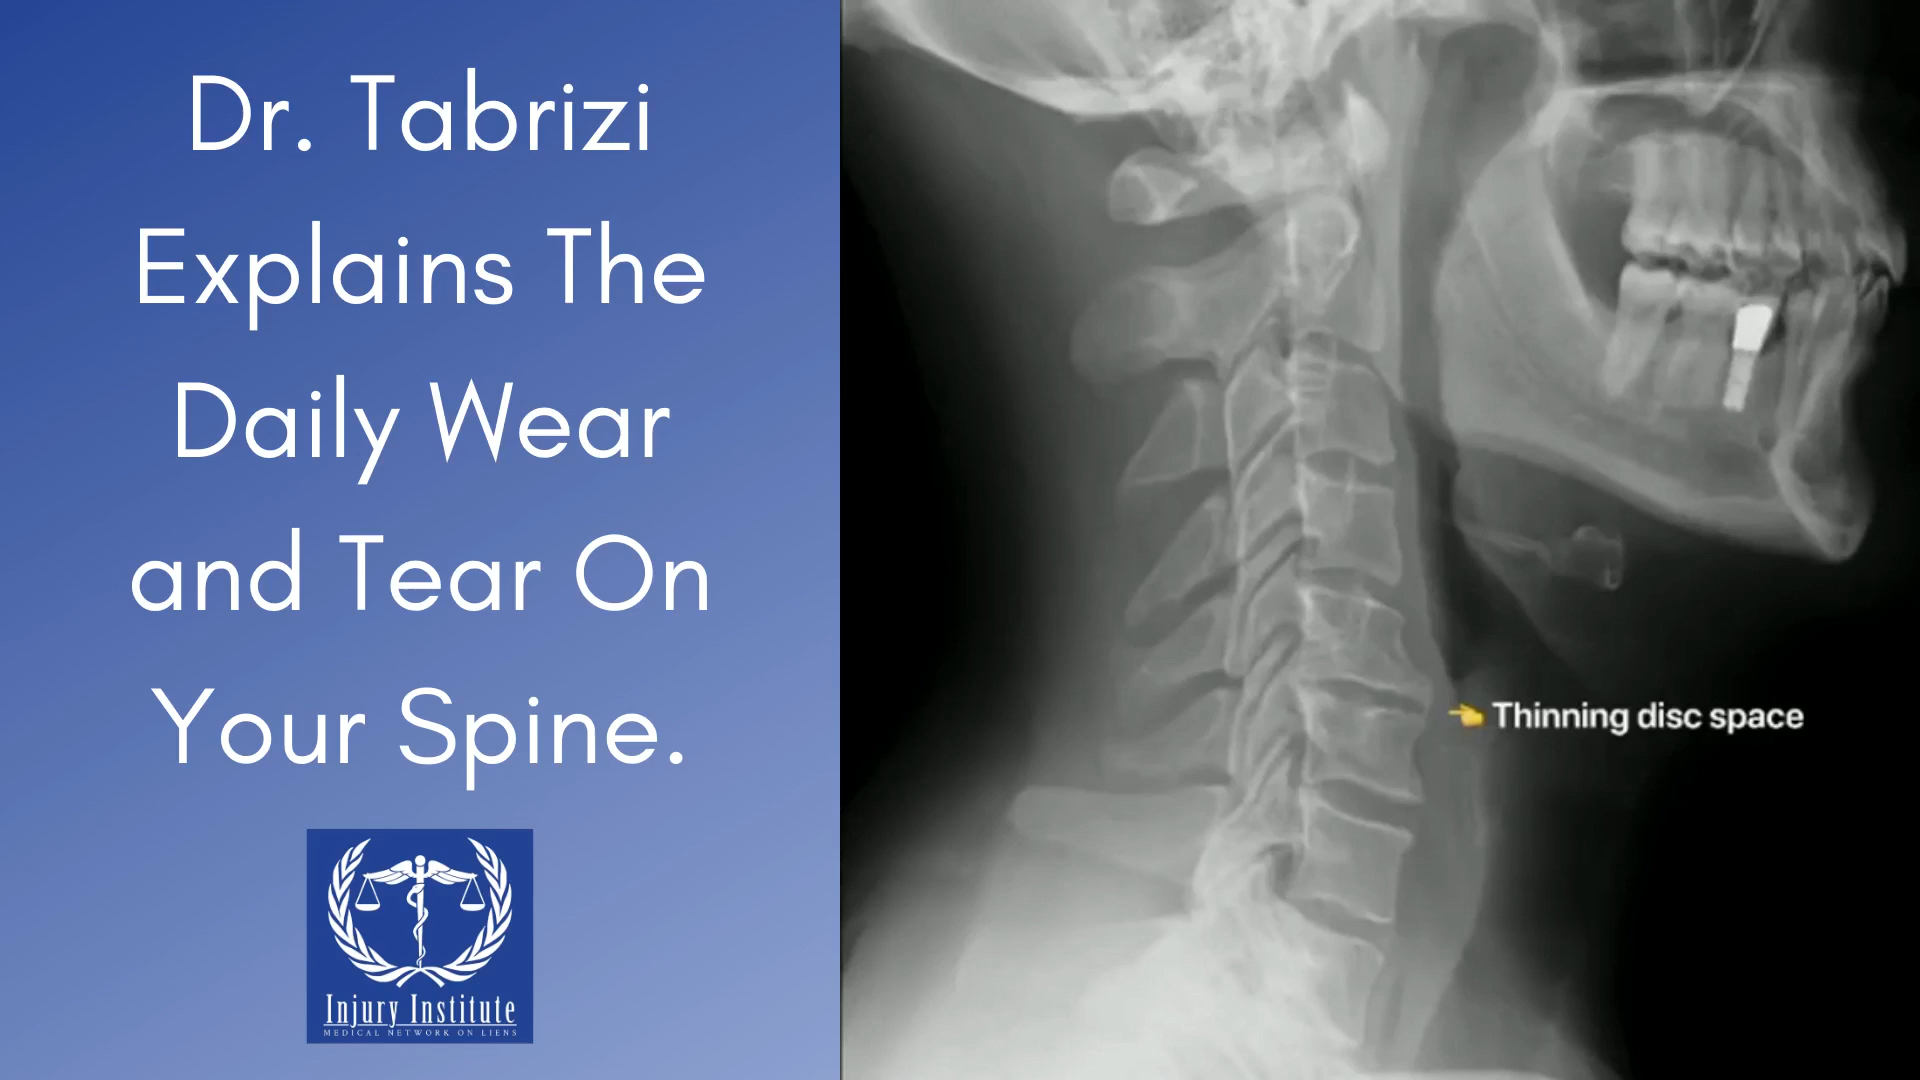 Dr. Tabrizi
Explains The
Daily Wear
and Tear On
Your Spine.
Injury Institute
MEDICAL NETWORK ON LIENS
👈 Thinning disc space